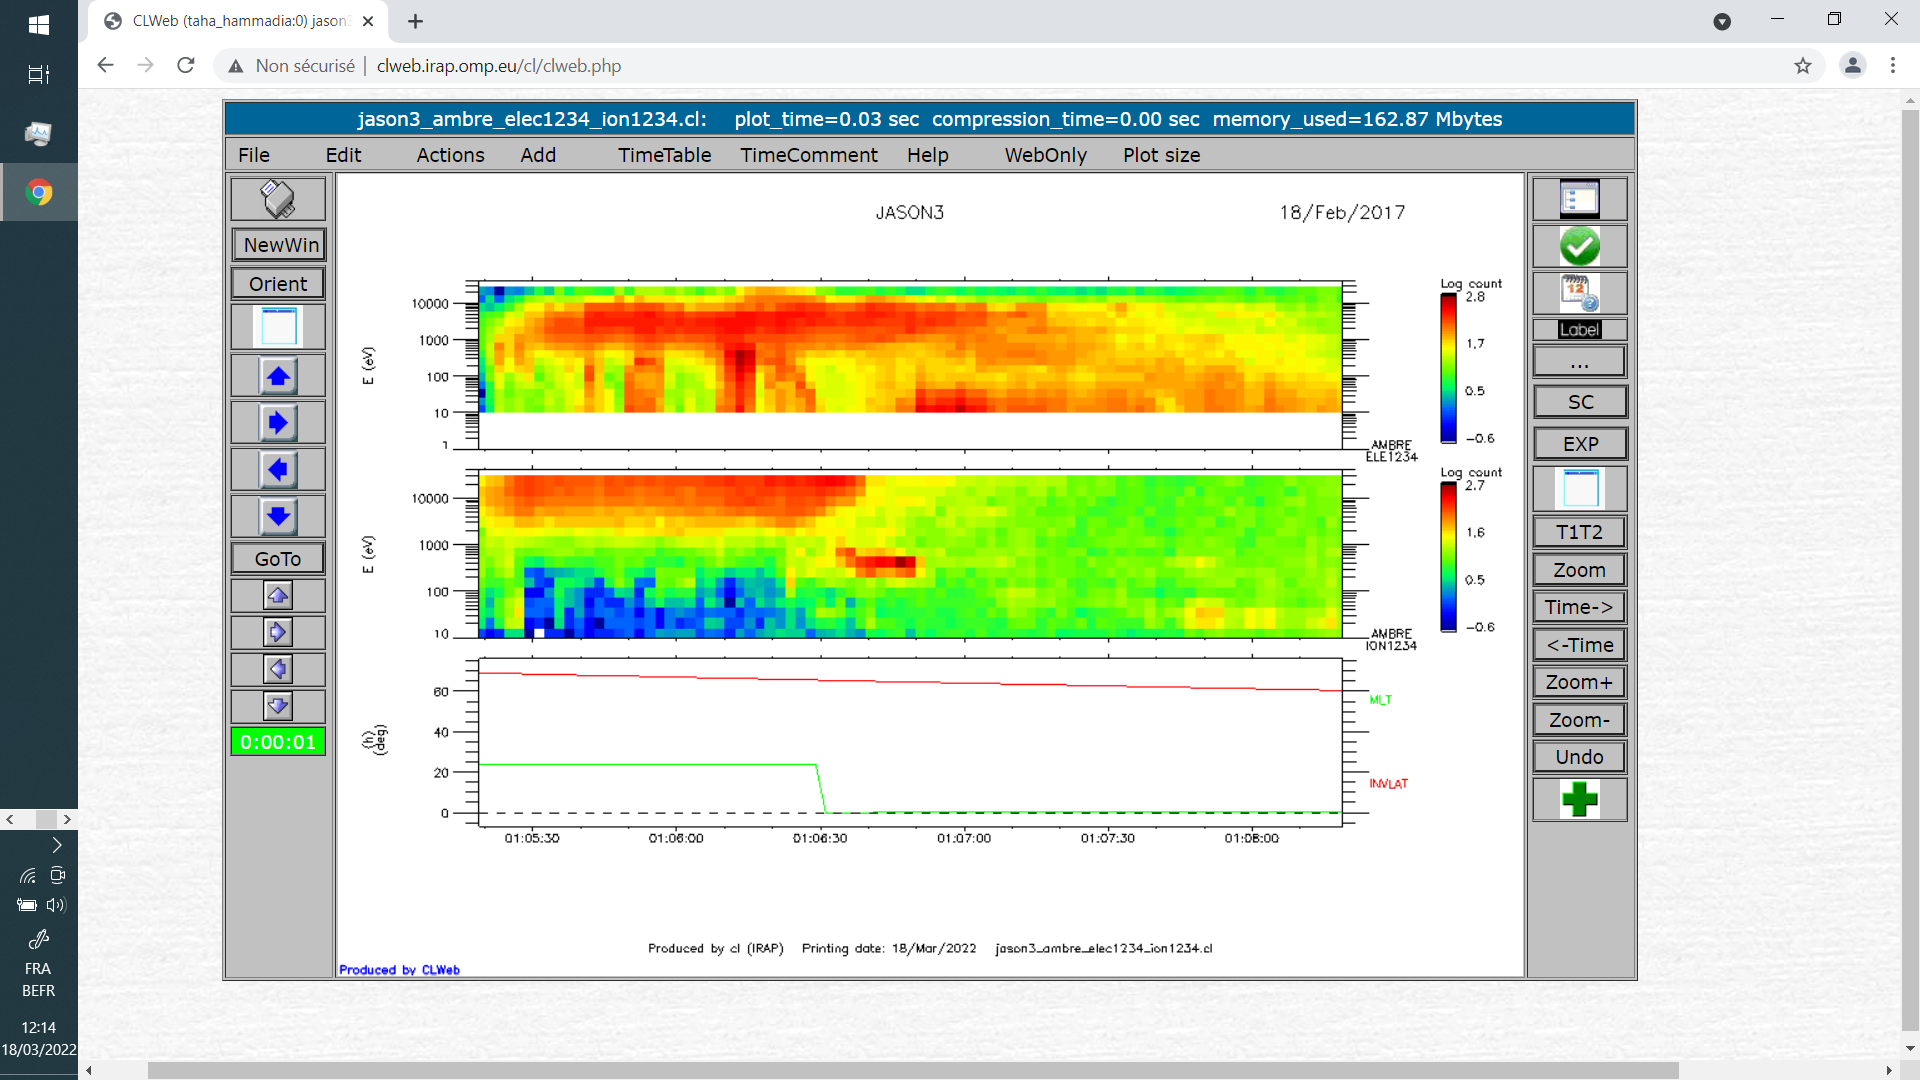 CLWeb (taha_hammadia:0) jason3
Non sécurisé | clweb.irap.omp.eu/cl/clweb.php
jason3_ambre_elec1234_ion1234.cl: plot_time=0.03 sec compression_time=0.00 sec memory_used=162.87 Mbytes
File Edit Actions Add TimeTable TimeComment Help WebOnly Plot size
NewWin
Orient
GoTo
0:00:01
JASON3 18/Feb/2017
10000
1000
100
10
1
E (eV)
Log count
2.8
1.7
0.5
-0.6
AMBRE
ELE1234
10000
1000
100
10
E (eV)
Log count
2.7
1.6
0.5
-0.6
AMBRE
ION1234
60
40
20
0
(h)
(deg)
MLT
INVLAT
01:05:30 01:06:00 01:06:30 01:07:00 01:07:30 01:08:00
Produced by cl (IRAP) Printing date: 18/Mar/2022 jason3_ambre_elec1234_ion1234.cl
Produced by CLWeb
12
Label
...
SC
EXP
T1T2
Zoom
Time->
<-Time
Zoom+
Zoom-
Undo
FRA
BEFR
12:14
18/03/2022